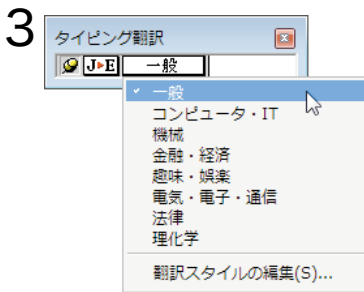 3
タイピング翻訳
J▸E 一般
一般
コンピュータ・IT
機械
金融・経済
趣味・娯楽
電気・電子・通信
法律
理化学
翻訳スタイルの編集(S)...